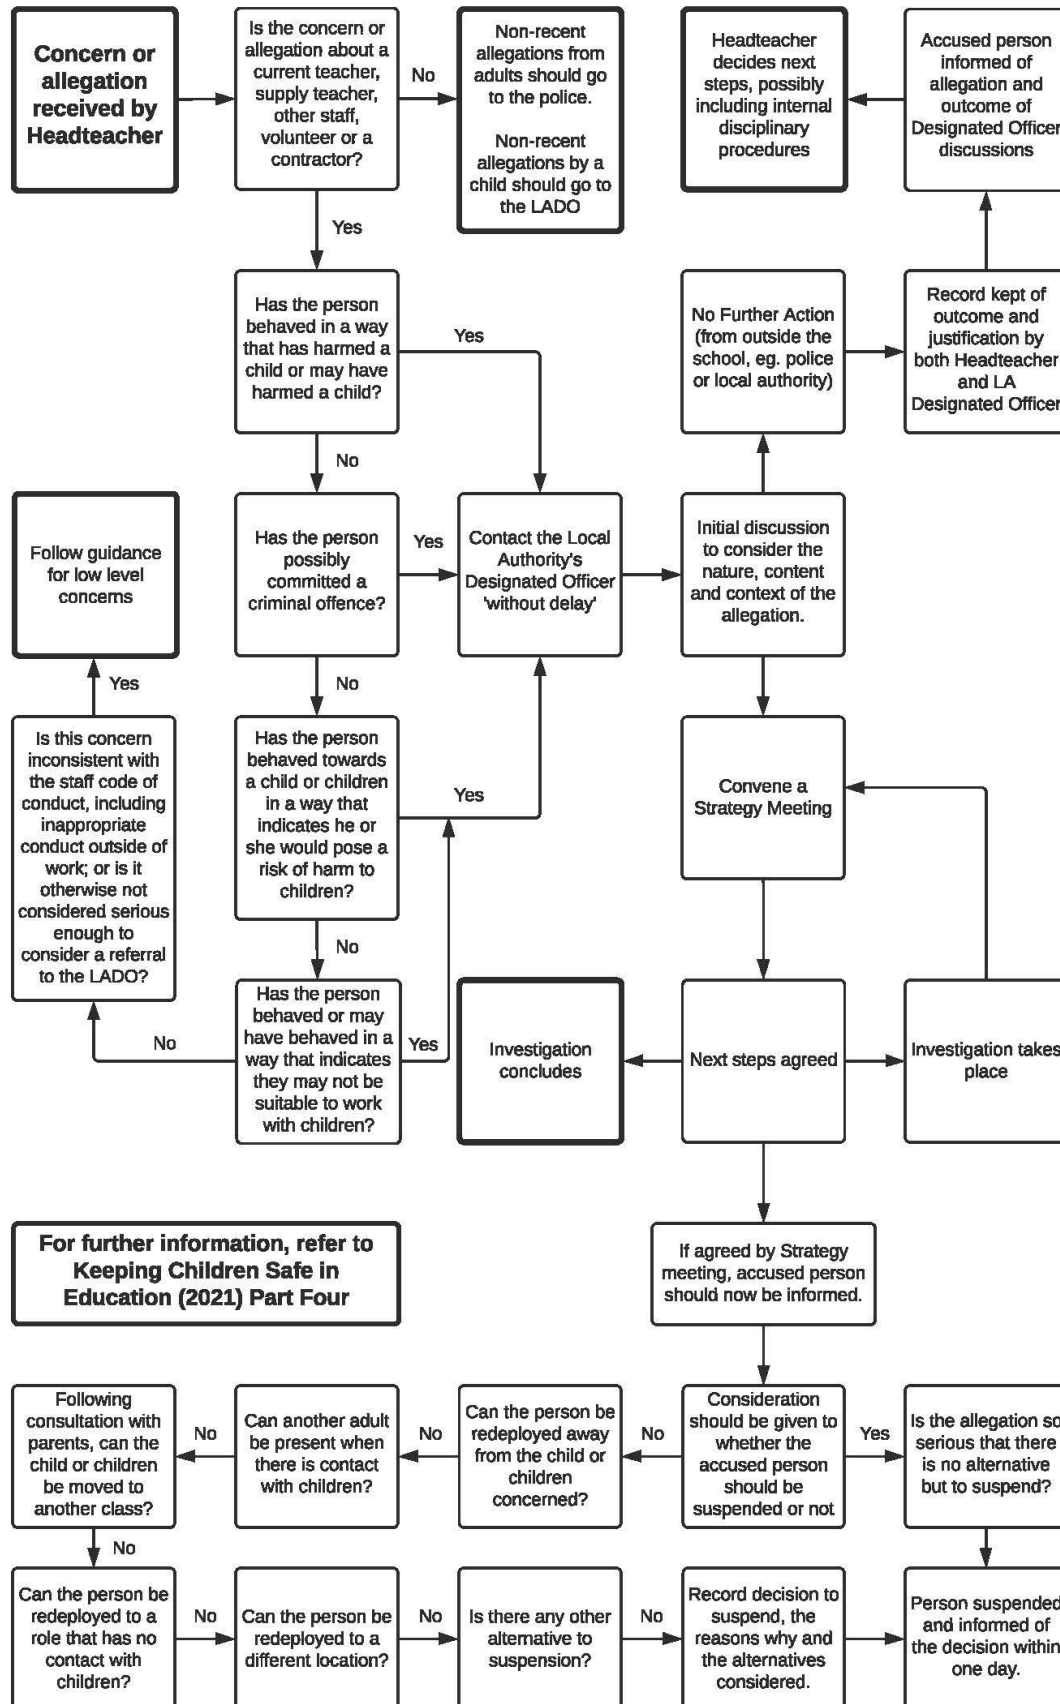 Concern or
allegation
received by
Headteacher
Is the concern or
allegation about a
current teacher,
supply teacher,
other staff,
volunteer or a
contractor?
No
Non-recent
allegations from
adults should go
to the police.
Non-recent
allegations by a
child should go to
the LADO
Headteacher
decides next
steps, possibly
including internal
disciplinary
procedures
Accused person
informed of
allegation and
outcome of
Designated Officer
discussions
Yes
Has the person
behaved in a way
that has harmed a
child or may have
harmed a child?
Yes
No Further Action
(from outside the
school, eg. police
or local authority)
Record kept of
outcome and
justification by
both Headteacher
and LA
Designated Officer
No
Follow guidance
for low level
concerns
Has the person
possibly
committed a
criminal offence?
Yes
Contact the Local
Authority's
Designated Officer
'without delay'
Initial discussion
to consider the
nature, content
and context of the
allegation.
Yes
No
Is this concern
inconsistent with
the staff code of
conduct, including
inappropriate
conduct outside of
work; or is it
otherwise not
considered serious
enough to
consider a referral
to the LADO?
Has the person
behaved towards
a child or children
in a way that
indicates he or
she would pose a
risk of harm to
children?
Yes
Convene a
Strategy Meeting
No
No
Has the person
behaved or may
have behaved in a
way that indicates
they may not be
suitable to work
with children?
Yes
Investigation
concludes
Next steps agreed
Investigation takes
place
For further information, refer to
Keeping Children Safe in
Education (2021) Part Four
If agreed by Strategy
meeting, accused person
should now be informed.
Following
consultation with
parents, can the
child or children
be moved to
another class?
No
Can another adult
be present when
there is contact
with children?
No
Can the person be
redeployed away
from the child or
children
concerned?
No
Consideration
should be given to
whether the
accused person
should be
suspended or not
Yes
Is the allegation so
serious that there
is no alternative
but to suspend?
No
Can the person be
redeployed to a
role that has no
contact with
children?
No
Can the person be
redeployed to a
different location?
No
Is there any other
alternative to
suspension?
No
Record decision to
suspend, the
reasons why and
the alternatives
considered.
Person suspended
and informed of
the decision within
one day.